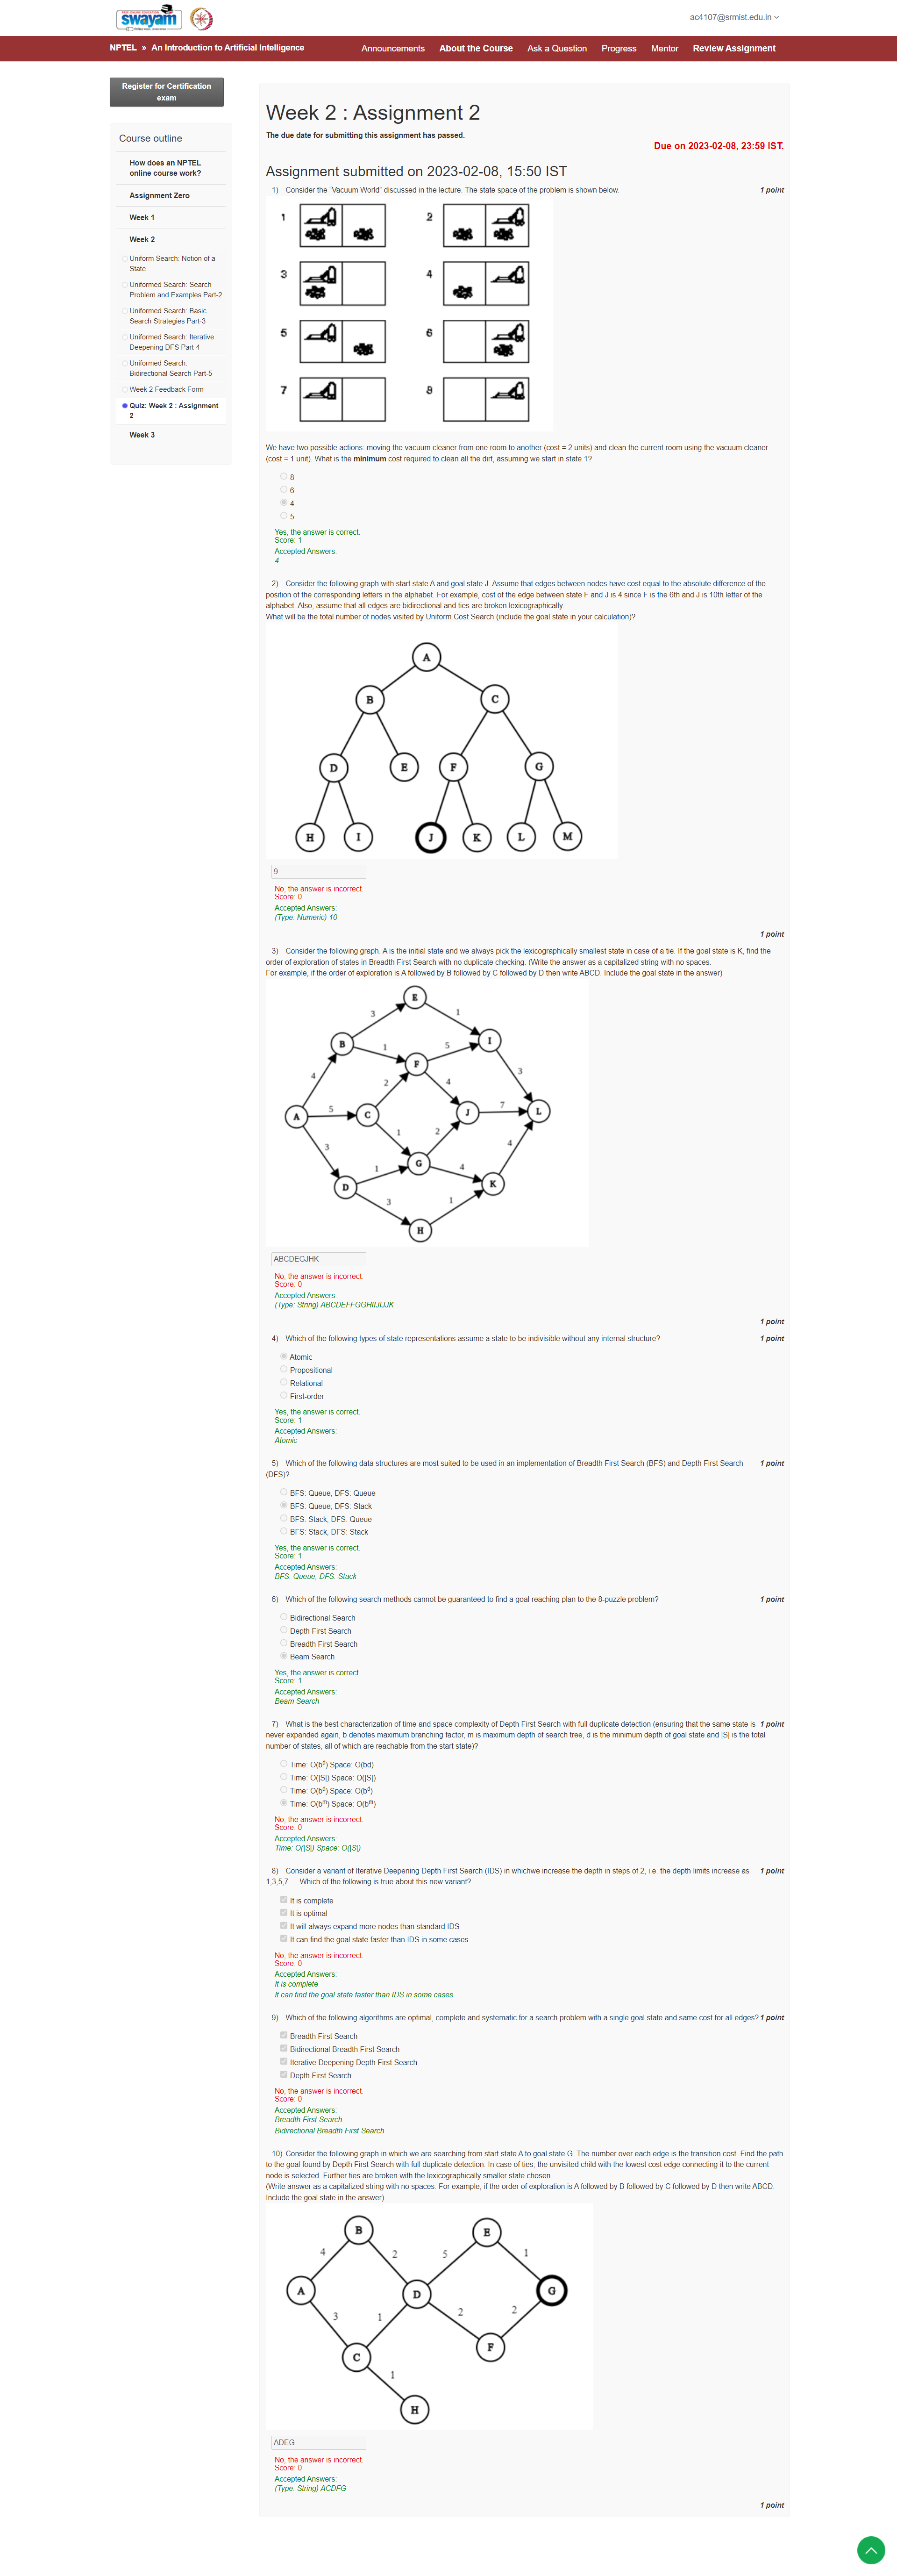 swayam
ac4107@srmist.edu.in
NPTEL » An Introduction to Artificial Intelligence
Announcements About the Course Ask a Question Progress Mentor Review Assignment
Register for Certification
exam
Course outline
How does an NPTEL
online course work?
Assignment Zero
Week 1
Week 2
Uniform Search: Notion of a
State
Uniformed Search: Search
Problem and Examples Part-2
Uniformed Search: Basic
Search Strategies Part-3
Uniformed Search: Iterative
Deepening DFS Part-4
Uniformed Search:
Bidirectional Search Part-5
Week 2 Feedback Form
Quiz: Week 2 : Assignment
2
Week 3
Week 2 : Assignment 2
The due date for submitting this assignment has passed.
Due on 2023-02-08, 23:59 IST.
Assignment submitted on 2023-02-08, 15:50 IST
1) Consider the "Vacuum World" discussed in the lecture. The state space of the problem is shown below. 1 point
1 2
3 4
5 6
7 8
We have two possible actions: moving the vacuum cleaner from one room to another (cost = 2 units) and clean the current room using the vacuum cleaner
(cost = 1 unit). What is the minimum cost required to clean all the dirt, assuming we start in state 1?
8
6
4
5
Yes, the answer is correct.
Score: 1
Accepted Answers:
4
2) Consider the following graph with start state A and goal state J. Assume that edges between nodes have cost equal to the absolute difference of the
position of the corresponding letters in the alphabet. For example, cost of the edge between state F and J is 4 since F is the 6th and J is 10th letter of the
alphabet. Also, assume that all edges are bidirectional and ties are broken lexicographically.
What will be the total number of nodes visited by Uniform Cost Search (include the goal state in your calculation)?
A
B C
D E F G
H I J K L M
9
No, the answer is incorrect.
Score: 0
Accepted Answers:
(Type: Numeric) 10
1 point
3) Consider the following graph. A is the initial state and we always pick the lexicographically smallest state in case of a tie. If the goal state is K, find the
order of exploration of states in Breadth First Search with no duplicate checking. (Write the answer as a capitalized string with no spaces.
For example, if the order of exploration is A followed by B followed by C followed by D then write ABCD. Include the goal state in the answer)
E
3 1
B I
1 5
F
4 2 4 3
A 5 C J 7 L
1 2
3 G 4
1 4
D K
3 1
H
ABCDEGJHK
No, the answer is incorrect.
Score: 0
Accepted Answers:
(Type: String) ABCDEFFGGHIIJIJJK
1 point
4) Which of the following types of state representations assume a state to be indivisible without any internal structure? 1 point
Atomic
Propositional
Relational
First-order
Yes, the answer is correct.
Score: 1
Accepted Answers:
Atomic
5) Which of the following data structures are most suited to be used in an implementation of Breadth First Search (BFS) and Depth First Search 1 point
(DFS)?
BFS: Queue, DFS: Queue
BFS: Queue, DFS: Stack
BFS: Stack, DFS: Queue
BFS: Stack, DFS: Stack
Yes, the answer is correct.
Score: 1
Accepted Answers:
BFS: Queue, DFS: Stack
6) Which of the following search methods cannot be guaranteed to find a goal reaching plan to the 8-puzzle problem? 1 point
Bidirectional Search
Depth First Search
Breadth First Search
Beam Search
Yes, the answer is correct.
Score: 1
Accepted Answers:
Beam Search
7) What is the best characterization of time and space complexity of Depth First Search with full duplicate detection (ensuring that the same state is 1 point
never expanded again, b denotes maximum branching factor, m is maximum depth of search tree, d is the minimum depth of goal state and |S| is the total
number of states, all of which are reachable from the start state)?
Time: O(b^d) Space: O(bd)
Time: O(|S|) Space: O(|S|)
Time: O(b^d) Space: O(b^d)
Time: O(b^m) Space: O(b^m)
No, the answer is incorrect.
Score: 0
Accepted Answers:
Time: O(|S|) Space: O(|S|)
8) Consider a variant of Iterative Deepening Depth First Search (IDS) in whichwe increase the depth in steps of 2, i.e. the depth limits increase as 1 point
1,3,5,7.... Which of the following is true about this new variant?
It is complete
It is optimal
It will always expand more nodes than standard IDS
It can find the goal state faster than IDS in some cases
No, the answer is incorrect.
Score: 0
Accepted Answers:
It is complete
It can find the goal state faster than IDS in some cases
9) Which of the following algorithms are optimal, complete and systematic for a search problem with a single goal state and same cost for all edges? 1 point
Breadth First Search
Bidirectional Breadth First Search
Iterative Deepening Depth First Search
Depth First Search
No, the answer is incorrect.
Score: 0
Accepted Answers:
Breadth First Search
Bidirectional Breadth First Search
10) Consider the following graph in which we are searching from start state A to goal state G. The number over each edge is the transition cost. Find the path
to the goal found by Depth First Search with full duplicate detection. In case of ties, the unvisited child with the lowest cost edge connecting it to the current
node is selected. Further ties are broken with the lexicographically smaller state chosen.
(Write answer as a capitalized string with no spaces. For example, if the order of exploration is A followed by B followed by C followed by D then write ABCD.
Include the goal state in the answer)
B E
4 2 5 1
A D G
3 1 2 2
C F
1
H
ADEG
No, the answer is incorrect.
Score: 0
Accepted Answers:
(Type: String) ACDFG
1 point